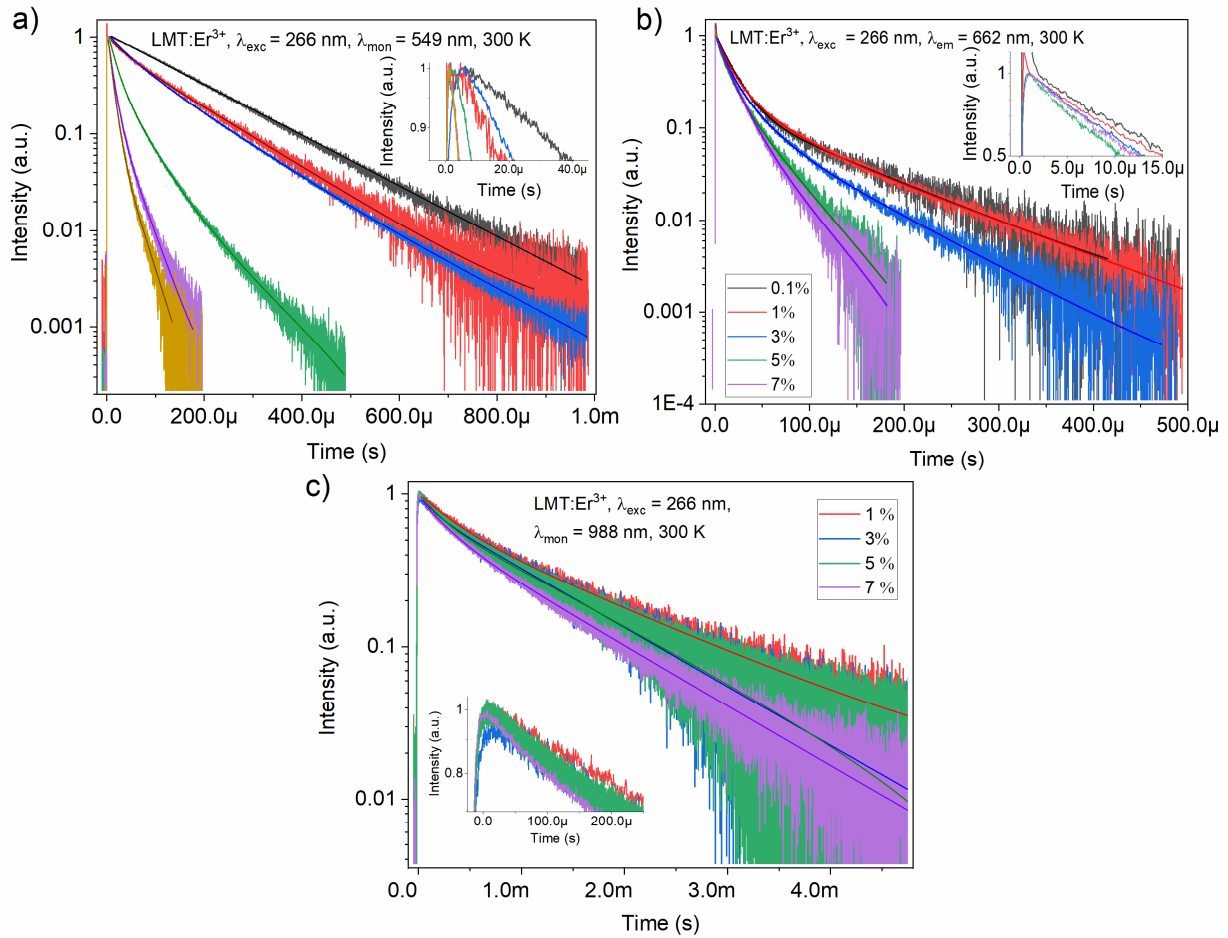 a)
LMT:Er³⁺, λexc = 266 nm, λmon = 549 nm, 300 K
Intensity (a.u.)
1
0.1
0.01
0.001
0.0
200.0µ
400.0µ
600.0µ
800.0µ
1.0m
Time (s)
Intensity (a.u.)
1
0.9
0.0
20.0µ
40.0µ
Time (s)
b)
LMT:Er³⁺, λexc = 266 nm, λem = 662 nm, 300 K
Intensity (a.u.)
1
0.1
0.01
0.001
1E-4
0.0
100.0µ
200.0µ
300.0µ
400.0µ
500.0µ
Time (s)
Intensity (a.u.)
1
0.5
0.0
5.0µ
10.0µ
15.0µ
Time (s)
0.1%
1%
3%
5%
7%
c)
LMT:Er³⁺, λexc = 266 nm,
λmon = 988 nm, 300 K
1 %
3%
5 %
7 %
Intensity (a.u.)
1
0.1
0.01
0.0
1.0m
2.0m
3.0m
4.0m
Time (s)
Intensity (a.u.)
1
0.8
0.0
100.0µ
200.0µ
Time (s)